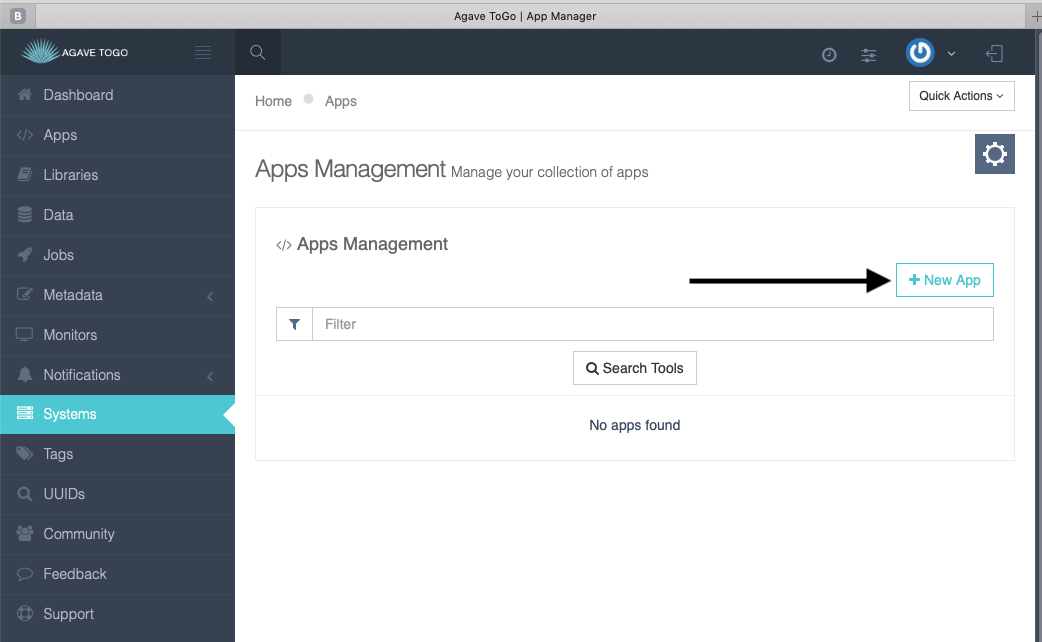 B
Agave ToGo | App Manager
AGAVE TOGO
Dashboard
Apps
Libraries
Data
Jobs
Metadata
Monitors
Notifications
Systems
Tags
UUIDs
Community
Feedback
Support
Home Apps
Quick Actions
Apps Management Manage your collection of apps
</> Apps Management
+ New App
Filter
Search Tools
No apps found